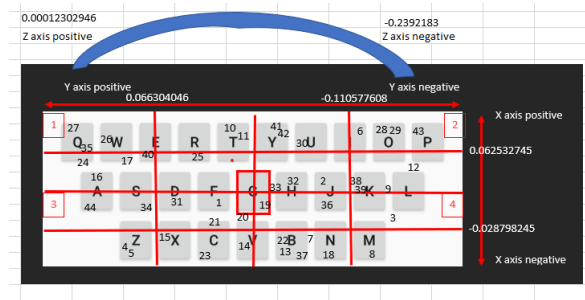 0.00012302946 -0.2392183
Z axis positive Z axis negative
Y axis positive Y axis negative
0.066304046 -0.110577608
X axis positive
1 27 10 41 6 28 29 43 2
Q W E R T Y U O P
35 26 40 11 42 30
24 17 25
0.062532745
12
16 32 2 38
A S D F G H J K L
33 39 9
3 44 34 31 1 19 36 4
20 3
-0.028798245
21
Z X C V B N M
4 15 14 22 7
5 23 13 37 18 8
X axis negative